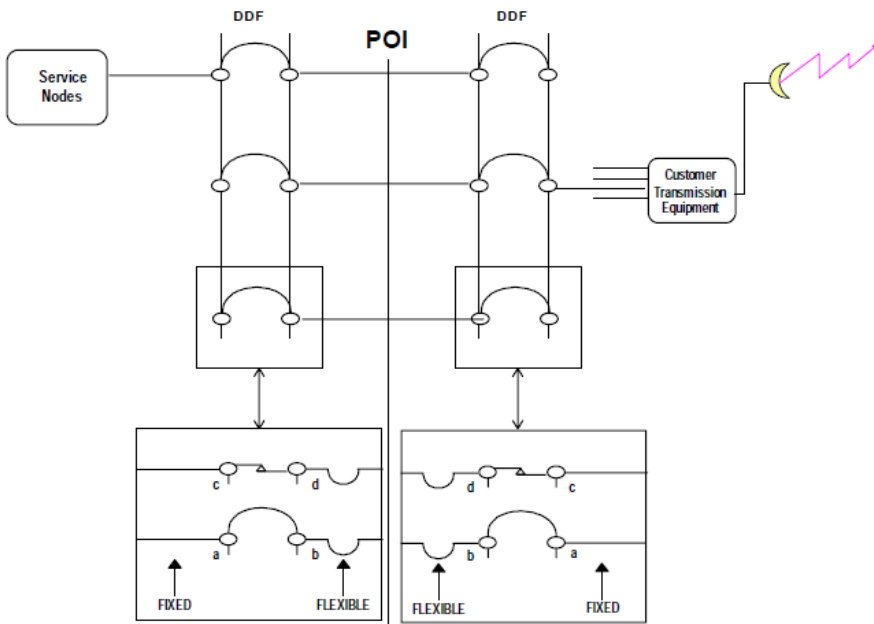 DDF
DDF
POI
Service
Nodes
Customer
Transmission
Equipment
c
d
a
b
FIXED
FLEXIBLE
d
c
b
a
FLEXIBLE
FIXED